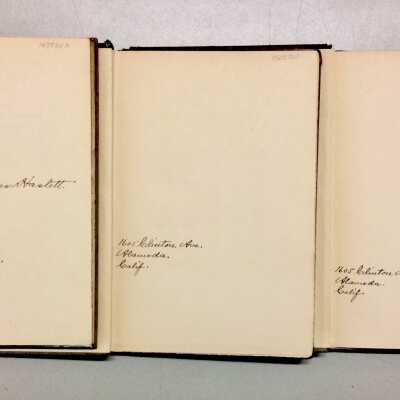 Haslett.
1605 Clinton Ave.
Alameda.
Calif.
1605 Clinton
Alameda.
Calif.